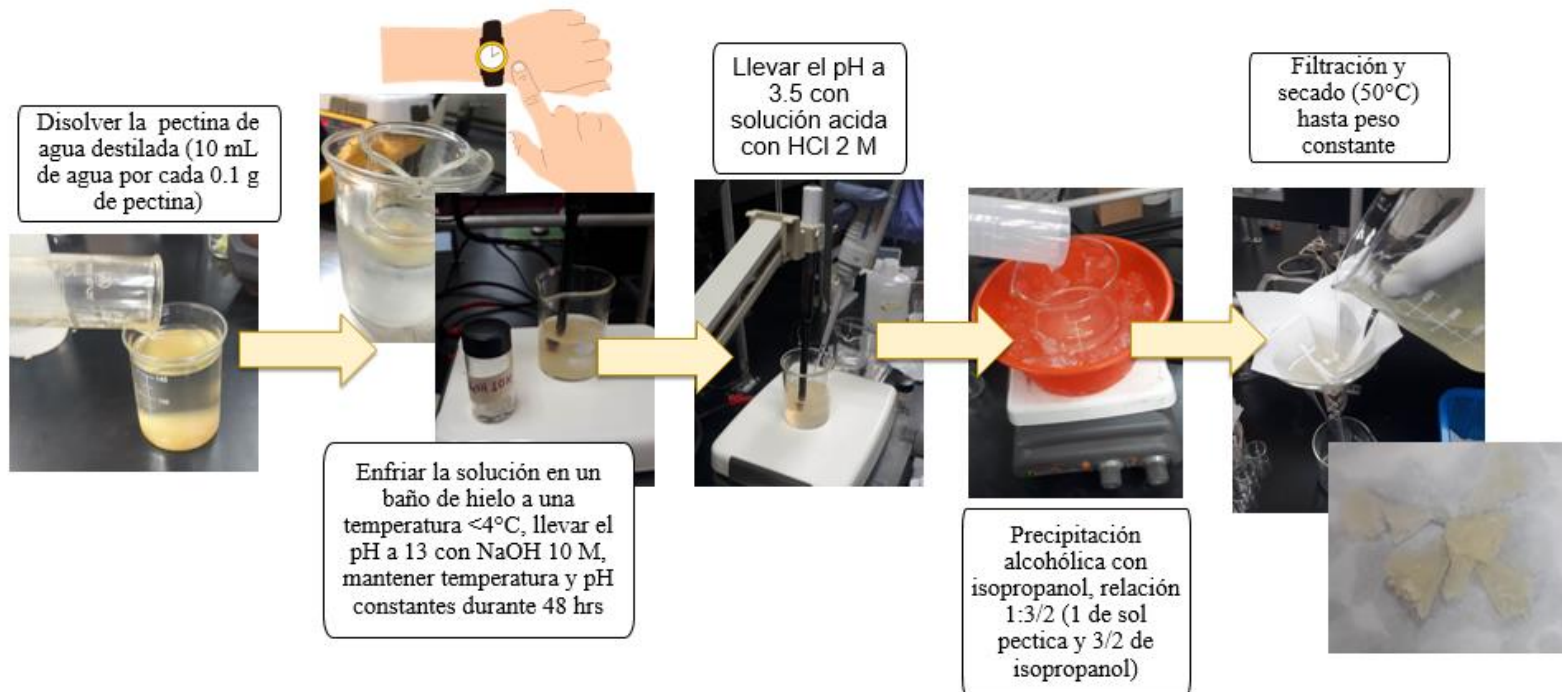 Disolver la pectina de
agua destilada (10 mL
de agua por cada 0.1 g
de pectina)
Enfriar la solución en un
baño de hielo a una
temperatura <4°C, llevar el
pH a 13 con NaOH 10 M,
mantener temperatura y pH
constantes durante 48 hrs
Llevar el pH a
3.5 con
solución acida
con HCl 2 M
Precipitación
alcohólica con
isopropanol, relación
1:3/2 (1 de sol
pectica y 3/2 de
isopropanol)
Filtración y
secado (50°C)
hasta peso
constante